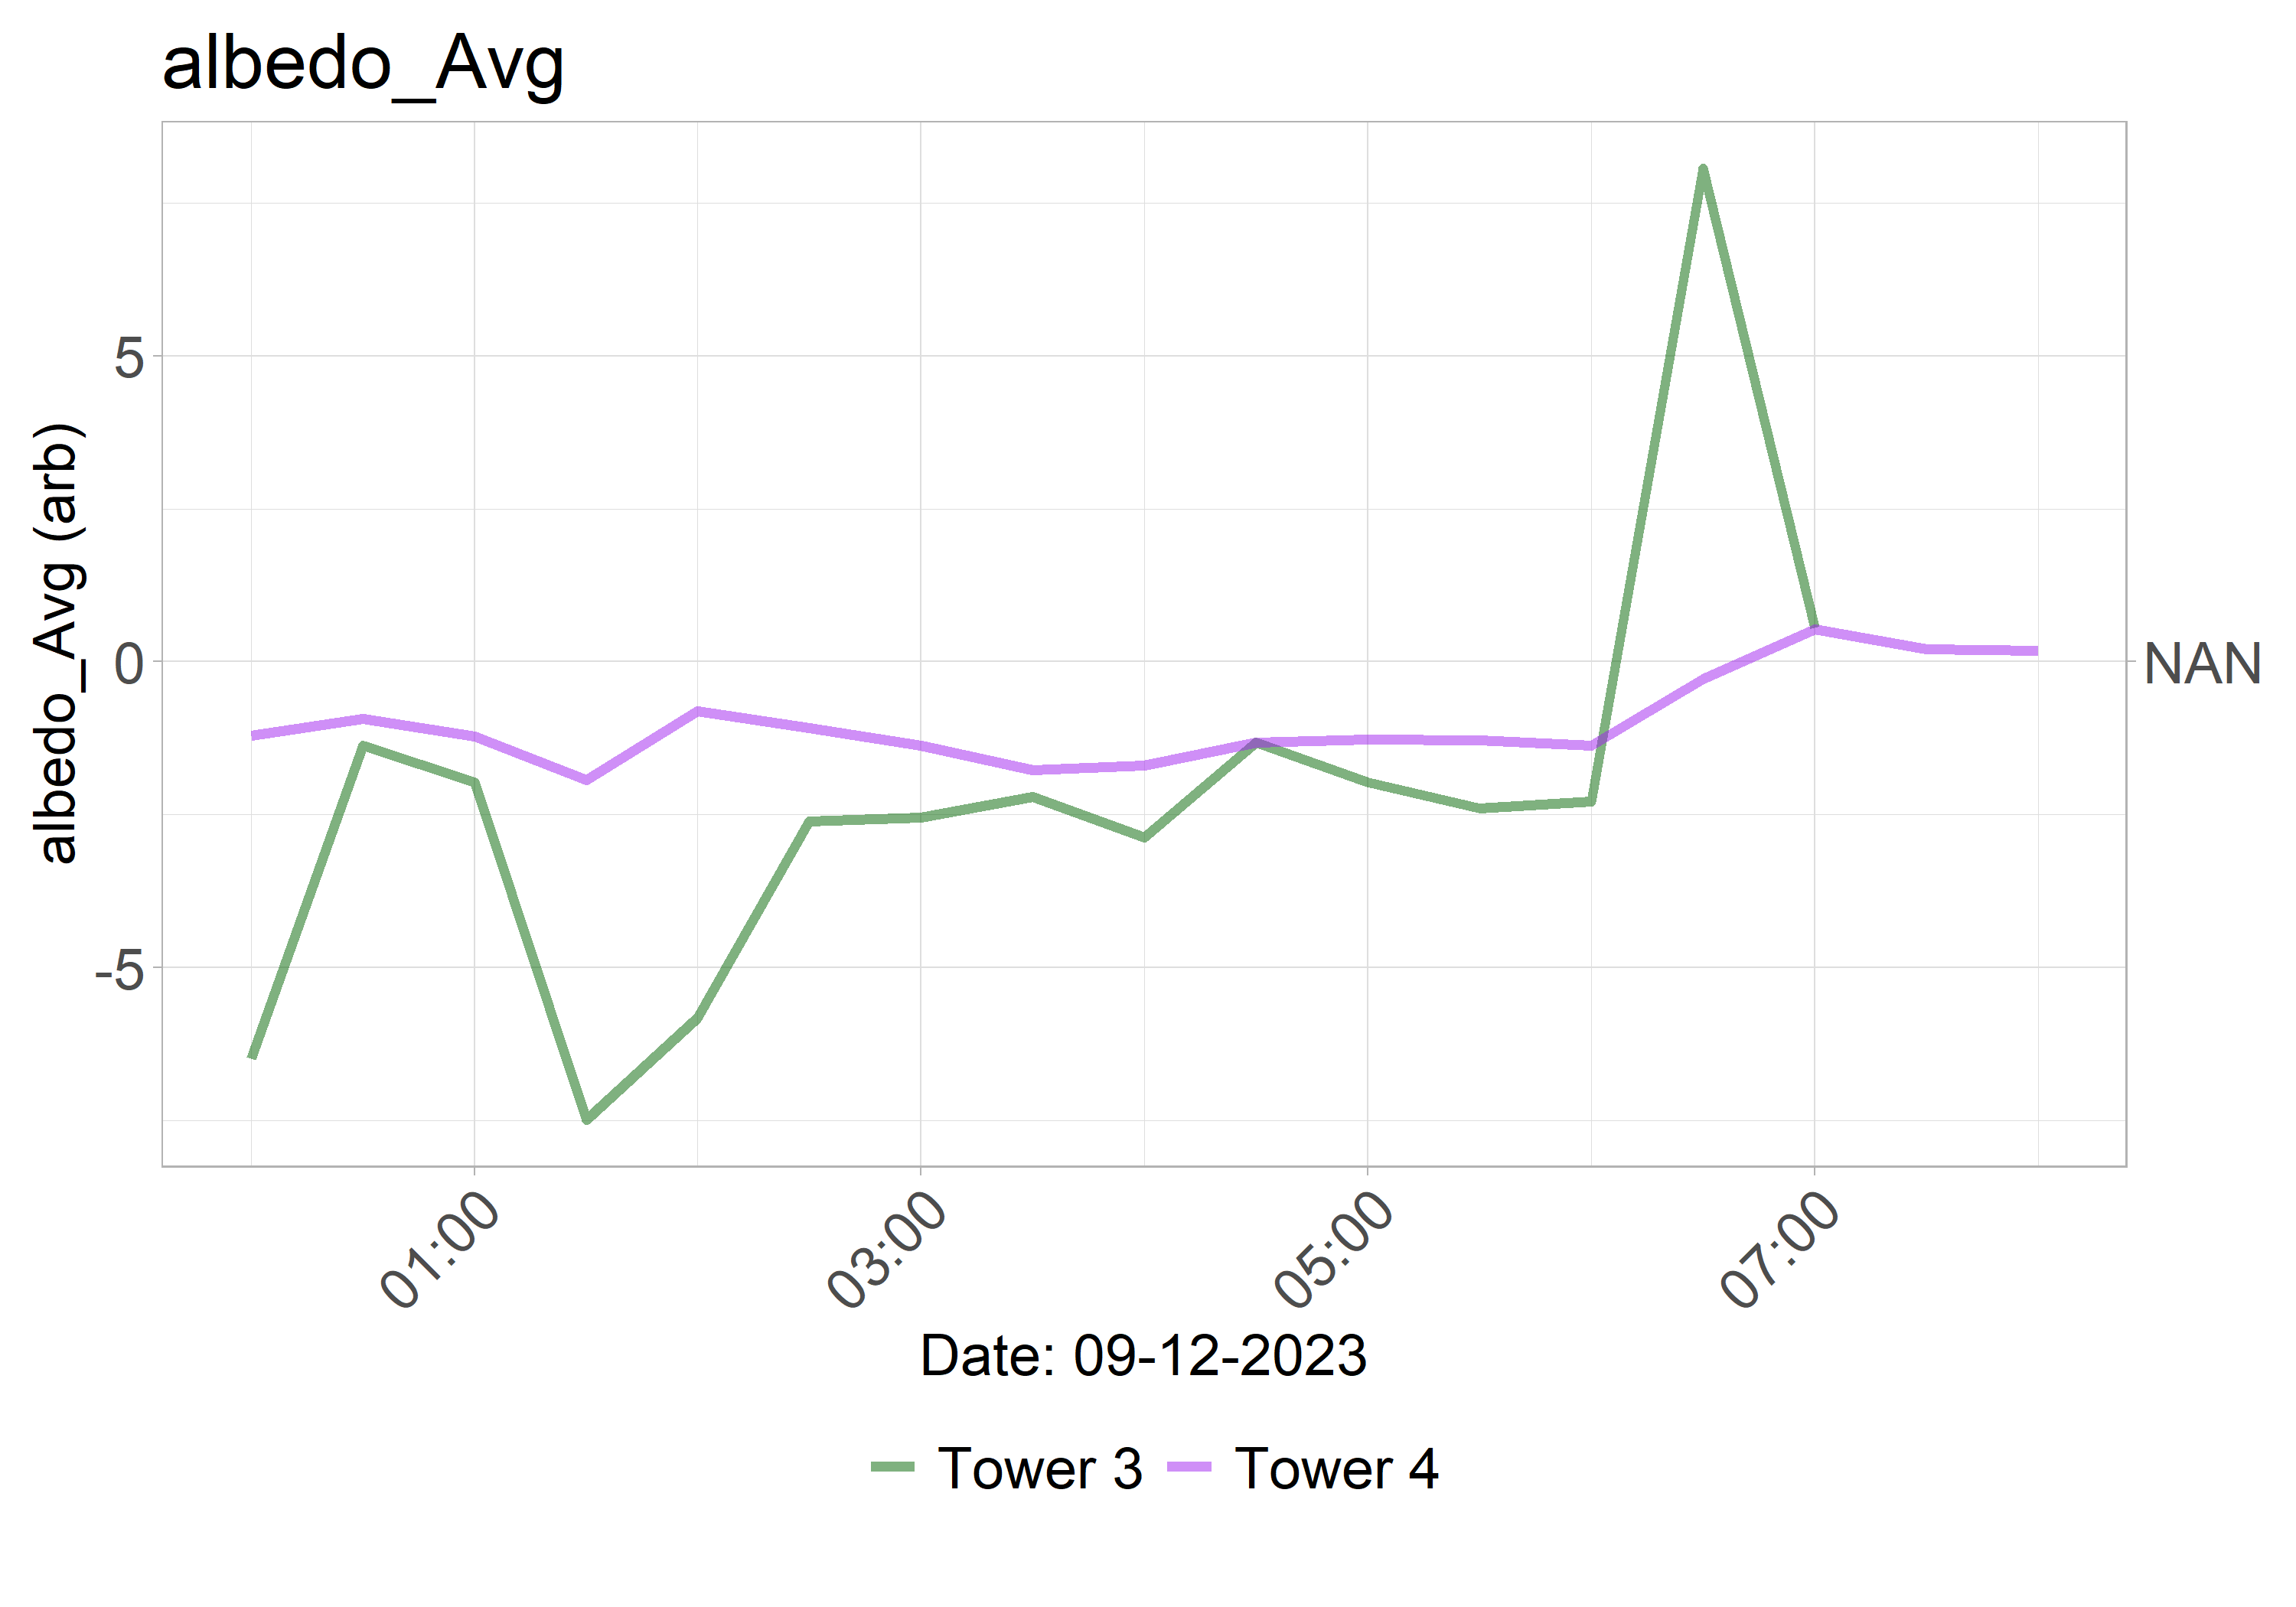 albedo_Avg
albedo_Avg (arb)
5
0
-5
NAN
01:00
03:00
05:00
07:00
Date: 09-12-2023
Tower 3
Tower 4